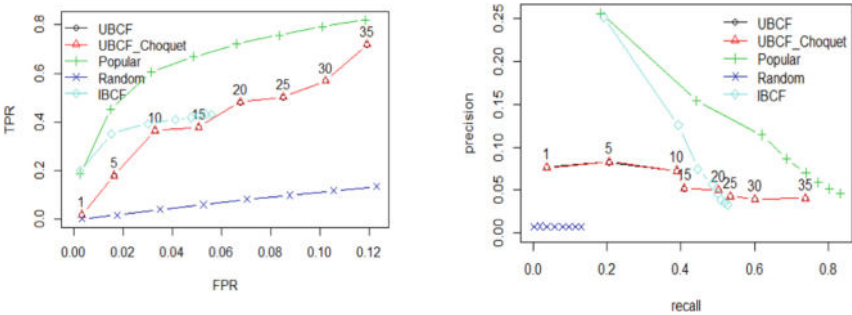 UBCF
UBCF_Choquet
Popular
Random
IBCF
TPR
0.0 0.2 0.4 0.6 0.8
1 5 10 15 20 25 30 35
0.00 0.02 0.04 0.06 0.08 0.10 0.12
FPR
UBCF
UBCF_Choquet
Popular
Random
IBCF
precision
0.00 0.05 0.10 0.15 0.20 0.25
1 5 10 15 20 25 30 35
0.0 0.2 0.4 0.6 0.8
recall